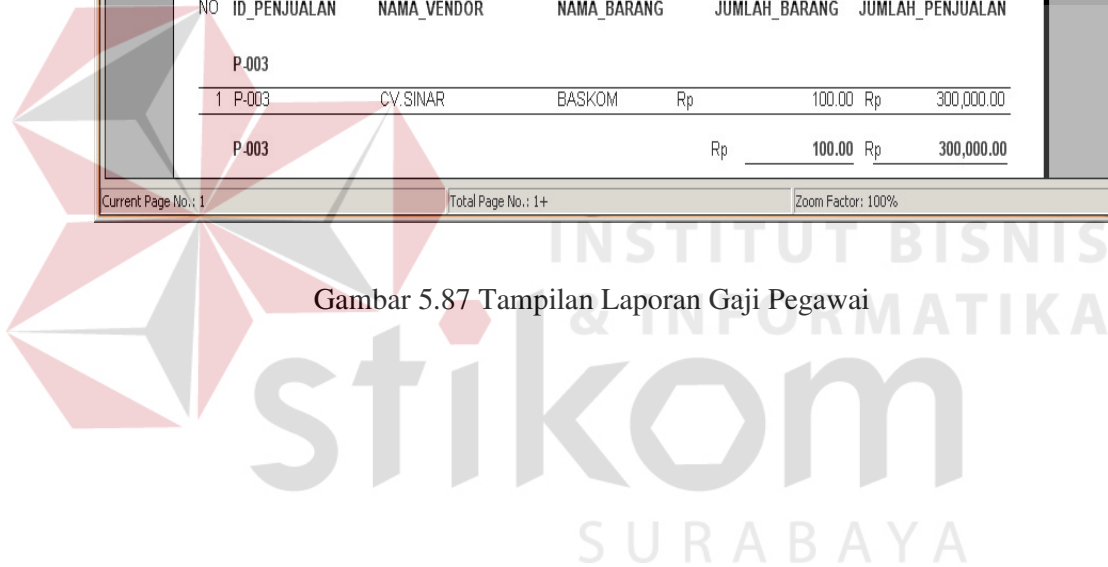 NO ID_PENJUALAN NAMA_VENDOR NAMA_BARANG JUMLAH_BARANG JUMLAH_PENJUALAN
P-003
1 P-003 CV.SINAR BASKOM Rp 100.00 Rp 300,000.00
P-003 Rp 100.00 Rp 300,000.00
Current Page No.: 1 Total Page No.: 1+ Zoom Factor: 100%
INSTITUT BISNIS
Gambar 5.87 Tampilan Laporan Gaji Pegawai
& INFORMATIKA
stikom
SURABAYA